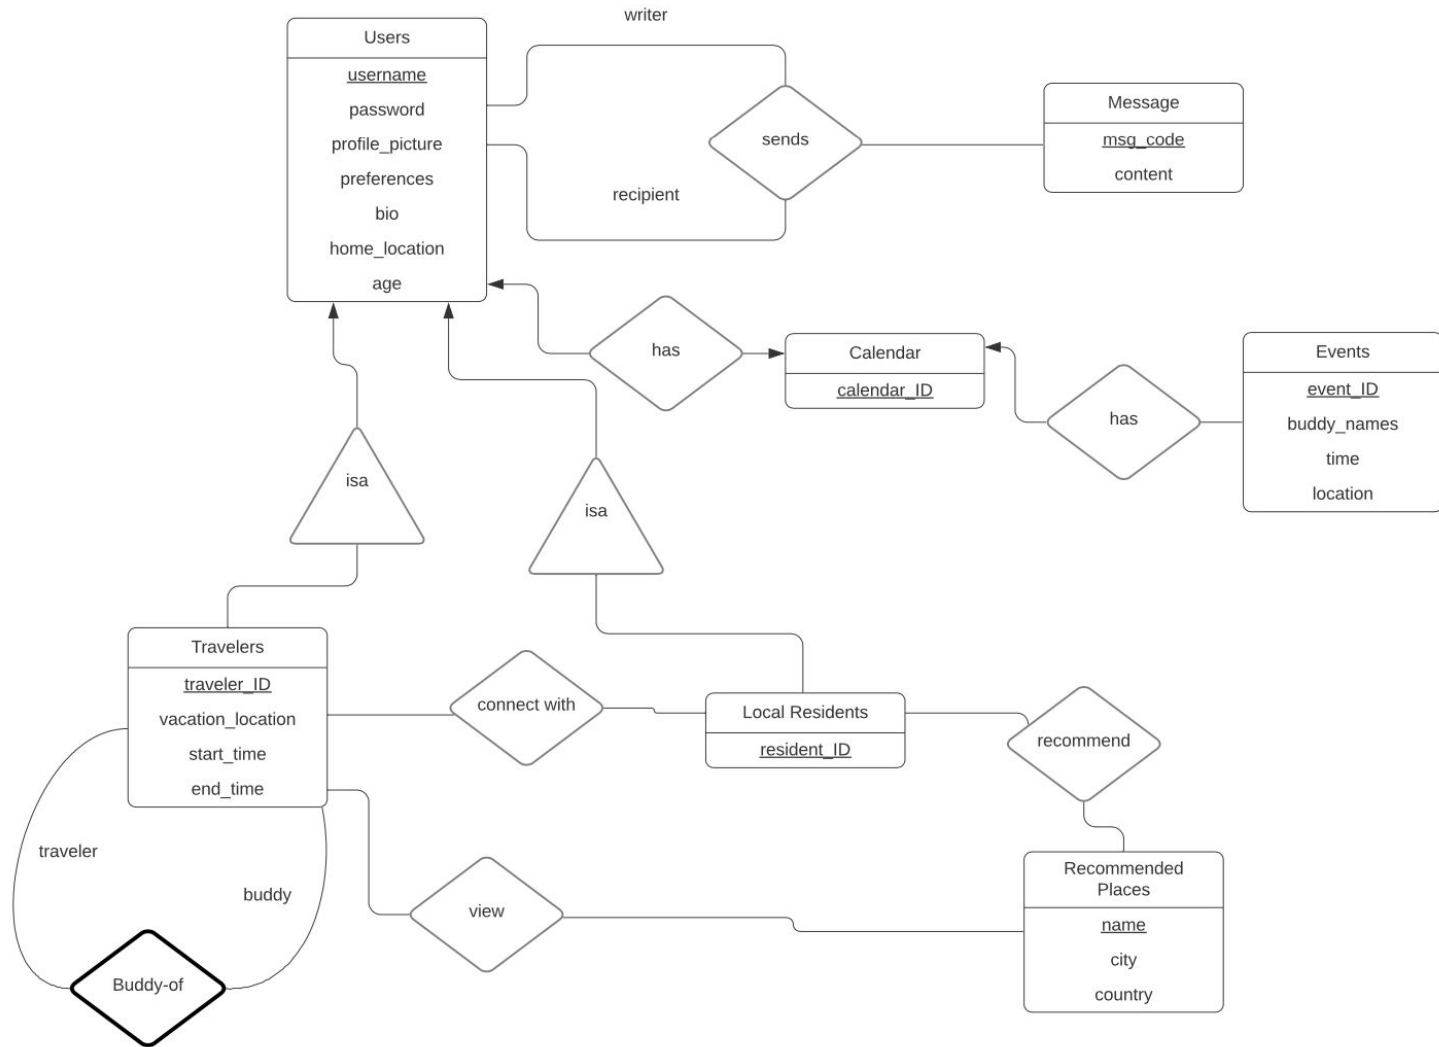 writer
Users
username
password
profile_picture
preferences
bio
home_location
age
sends
recipient
Message
msg_code
content
has
Calendar
calendar_ID
has
Events
event_ID
buddy_names
time
location
isa
isa
Travelers
traveler_ID
vacation_location
start_time
end_time
connect with
Local Residents
resident_ID
recommend
traveler
buddy
Buddy-of
view
Recommended
Places
name
city
country